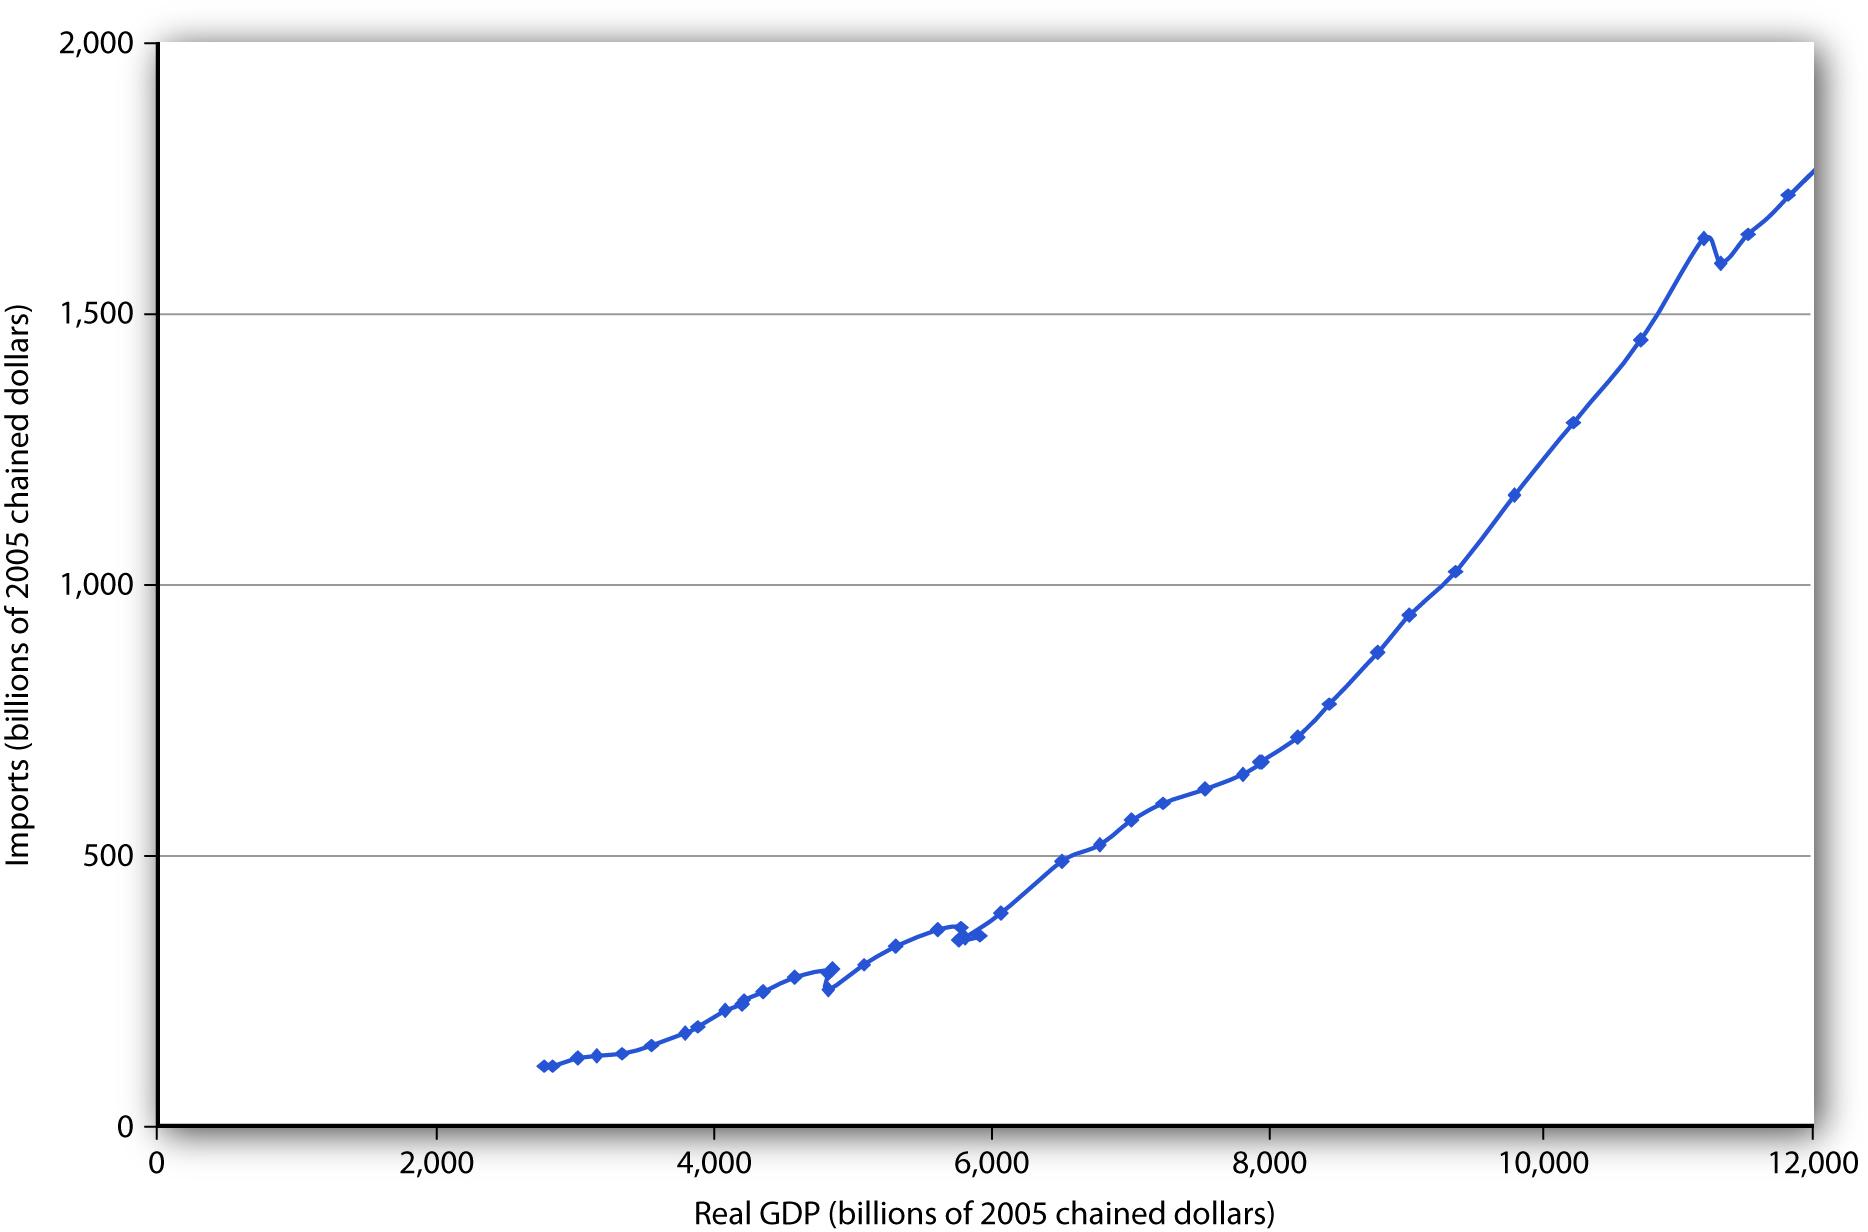 2,000
1,500
1,000
500
0
Imports (billions of 2005 chained dollars)
0 2,000 4,000 6,000 8,000 10,000 12,000
Real GDP (billions of 2005 chained dollars)